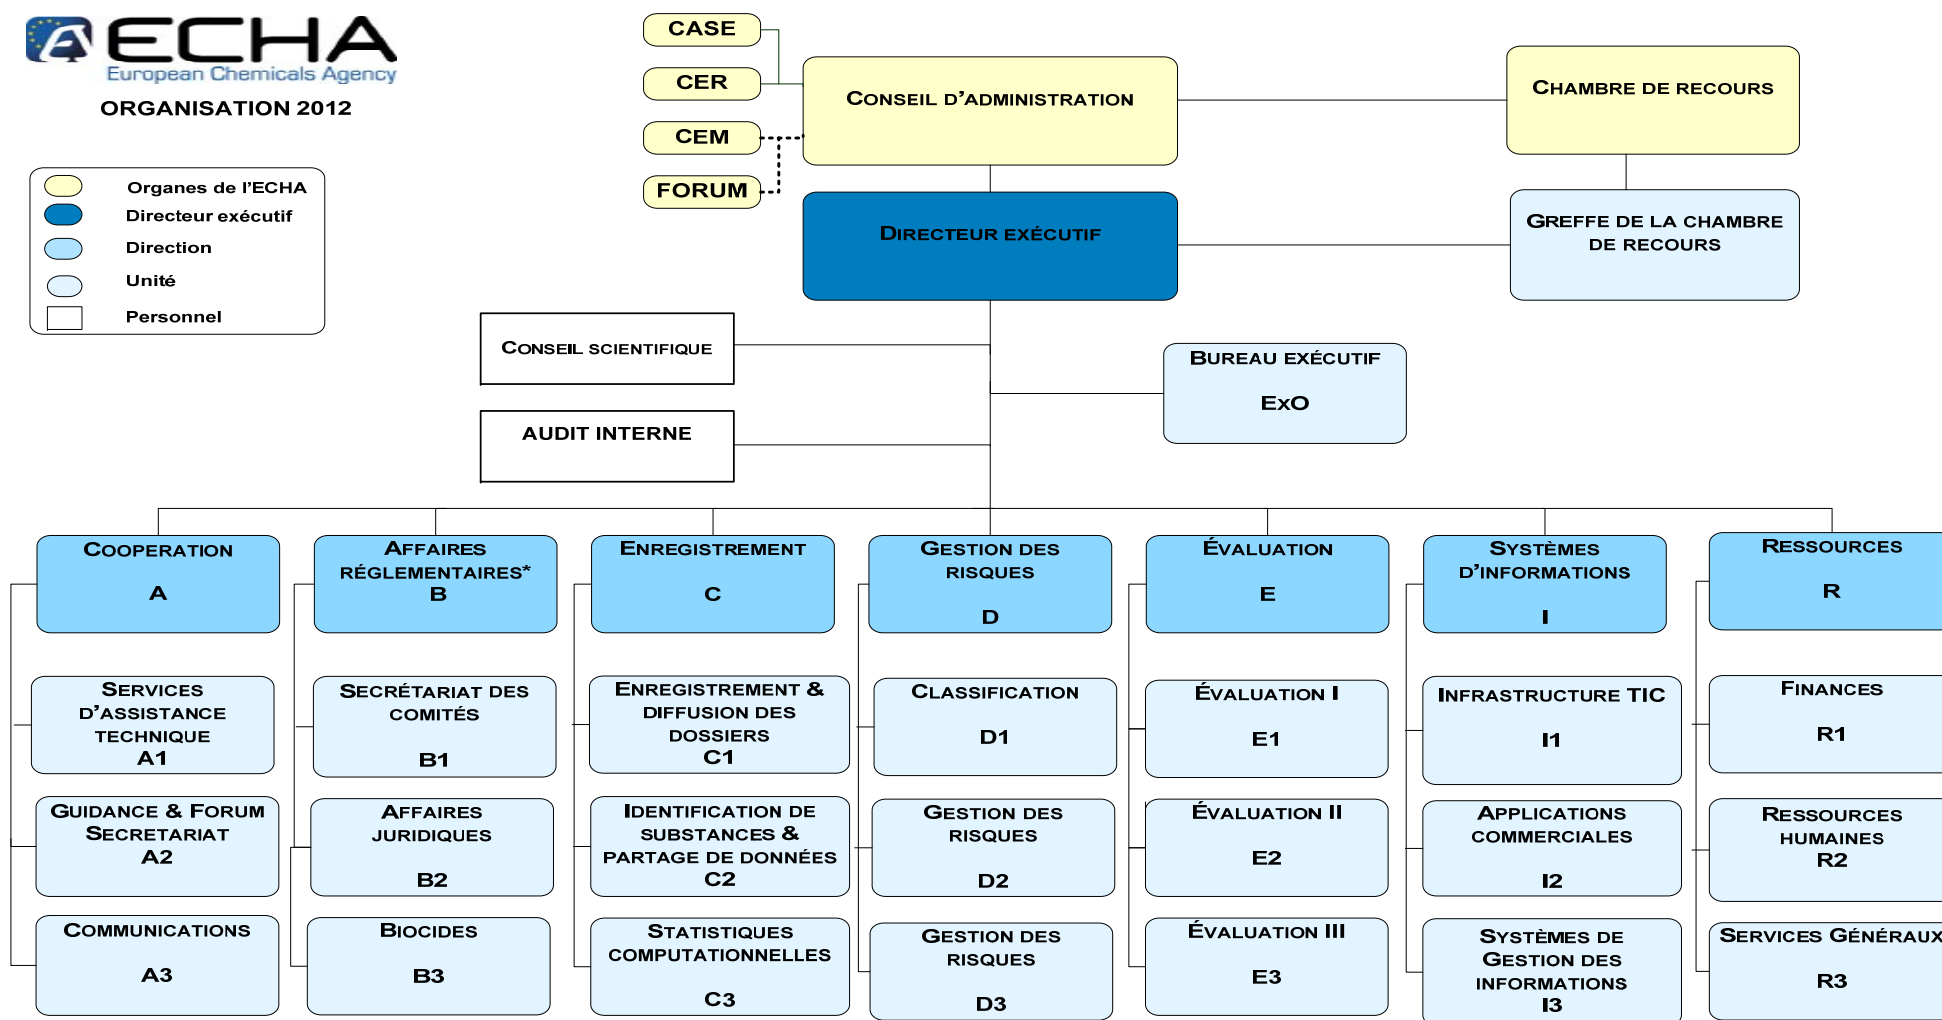 ECHA
European Chemicals Agency
ORGANISATION 2012
Organes de l'ECHA
Directeur exécutif
Direction
Unité
Personnel
CASE
CER
CEM
FORUM
CONSEIL D'ADMINISTRATION
CHAMBRE DE RECOURS
DIRECTEUR EXÉCUTIF
GREFFE DE LA CHAMBRE
DE RECOURS
CONSEIL SCIENTIFIQUE
AUDIT INTERNE
BUREAU EXÉCUTIF
EXO
COOPERATION
A
AFFAIRES
RÉGLEMENTAIRES*
B
ENREGISTREMENT
C
GESTION DES
RISQUES
D
ÉVALUATION
E
SYSTÈMES
D'INFORMATIONS
I
RESSOURCES
R
SERVICES
D'ASSISTANCE
TECHNIQUE
A1
SECRÉTARIAT DES
COMITÉS
B1
ENREGISTREMENT &
DIFFUSION DES
DOSSIERS
C1
CLASSIFICATION
D1
ÉVALUATION I
E1
INFRASTRUCTURE TIC
I1
FINANCES
R1
GUIDANCE & FORUM
SECRETARIAT
A2
AFFAIRES
JURIDIQUES
B2
IDENTIFICATION DE
SUBSTANCES &
PARTAGE DE DONNÉES
C2
GESTION DES
RISQUES
D2
ÉVALUATION II
E2
APPLICATIONS
COMMERCIALES
I2
RESSOURCES
HUMAINES
R2
COMMUNICATIONS
A3
BIOCIDES
B3
STATISTIQUES
COMPUTATIONNELLES
C3
GESTION DES
RISQUES
D3
ÉVALUATION III
E3
SYSTÈMES DE
GESTION DES
INFORMATIONS
I3
SERVICES GÉNÉRAUX
R3